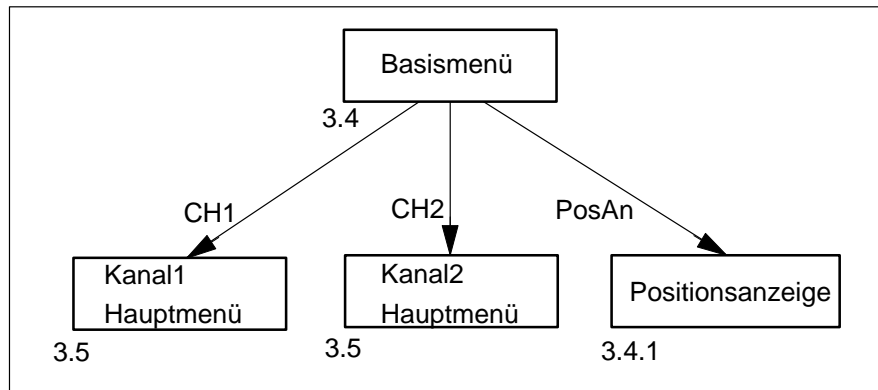 Basismenü
3.4
CH1
CH2
PosAn
Kanal1
Hauptmenü
Kanal2
Hauptmenü
Positionsanzeige
3.5
3.5
3.4.1